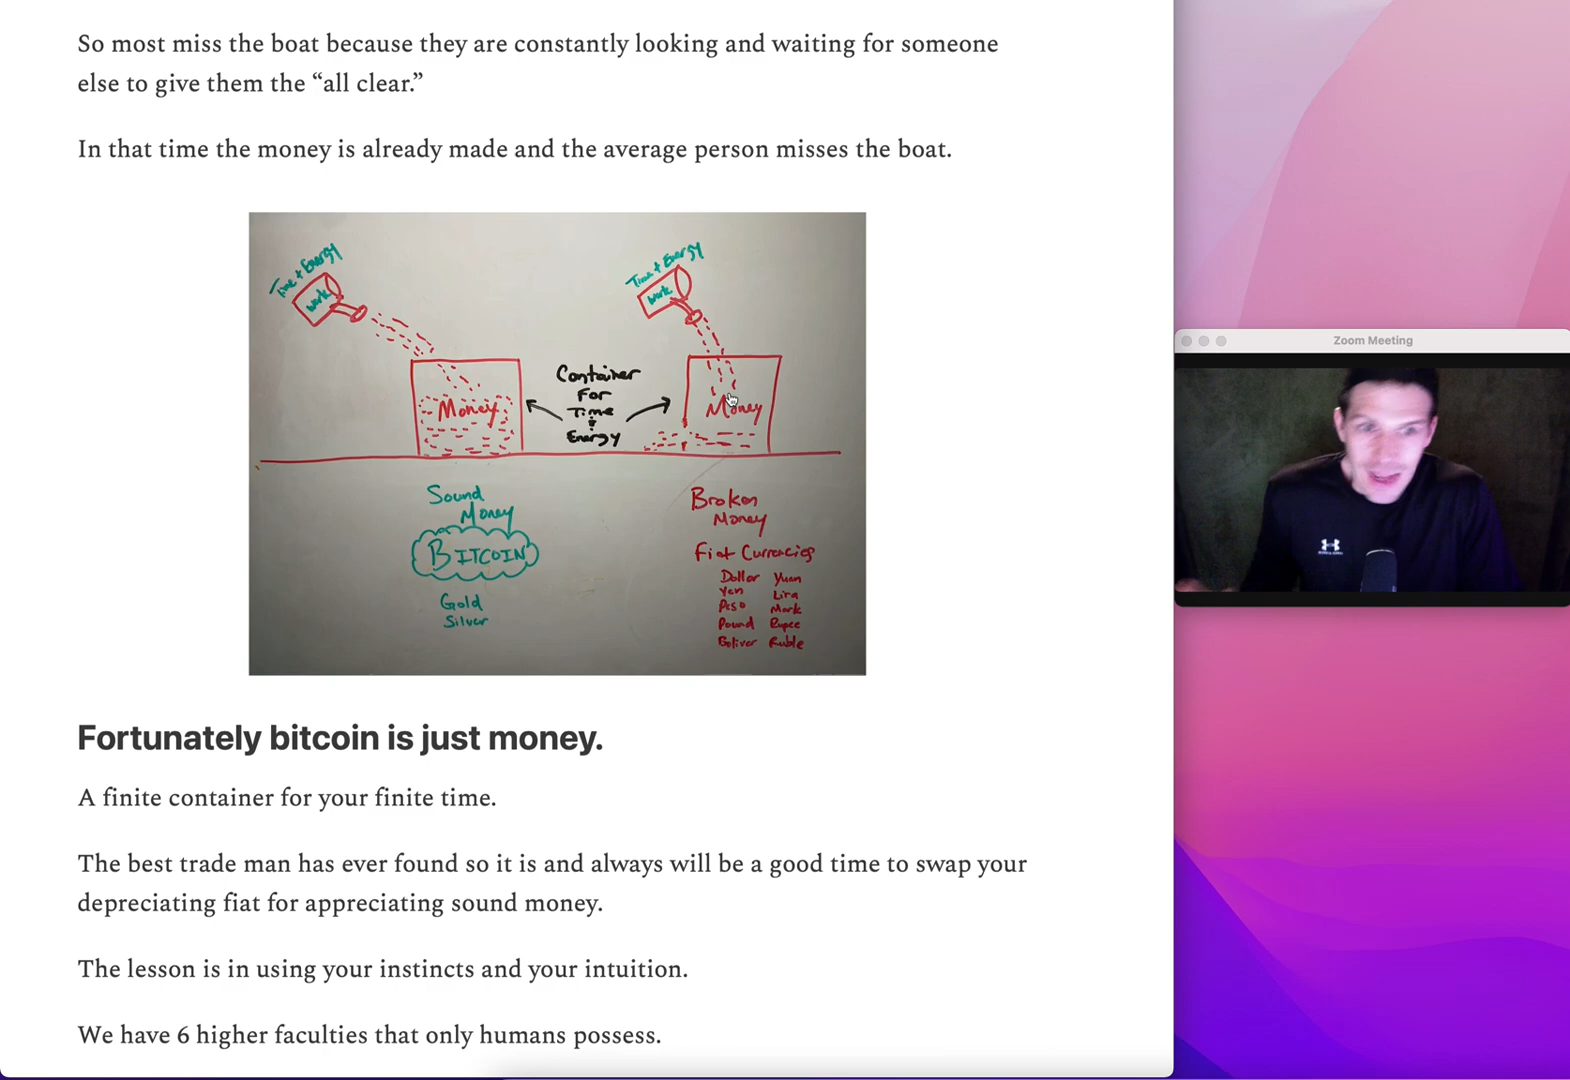 So most miss the boat because they are constantly looking and waiting for someone
else to give them the “all clear.”
In that time the money is already made and the average person misses the boat.
Time + Energy
work
Time + Energy
work
Money
Container
For
Time
+
Energy
Money
Sound
Money
BITCOIN
Gold
Silver
Broken
Money
Fiat Currencies
Dollar Yuan
Yen Lira
Peso Mark
Pound Rupee
Bolivar Ruble
Fortunately bitcoin is just money.
A finite container for your finite time.
The best trade man has ever found so it is and always will be a good time to swap your
depreciating fiat for appreciating sound money.
The lesson is in using your instincts and your intuition.
We have 6 higher faculties that only humans possess.
Zoom Meeting